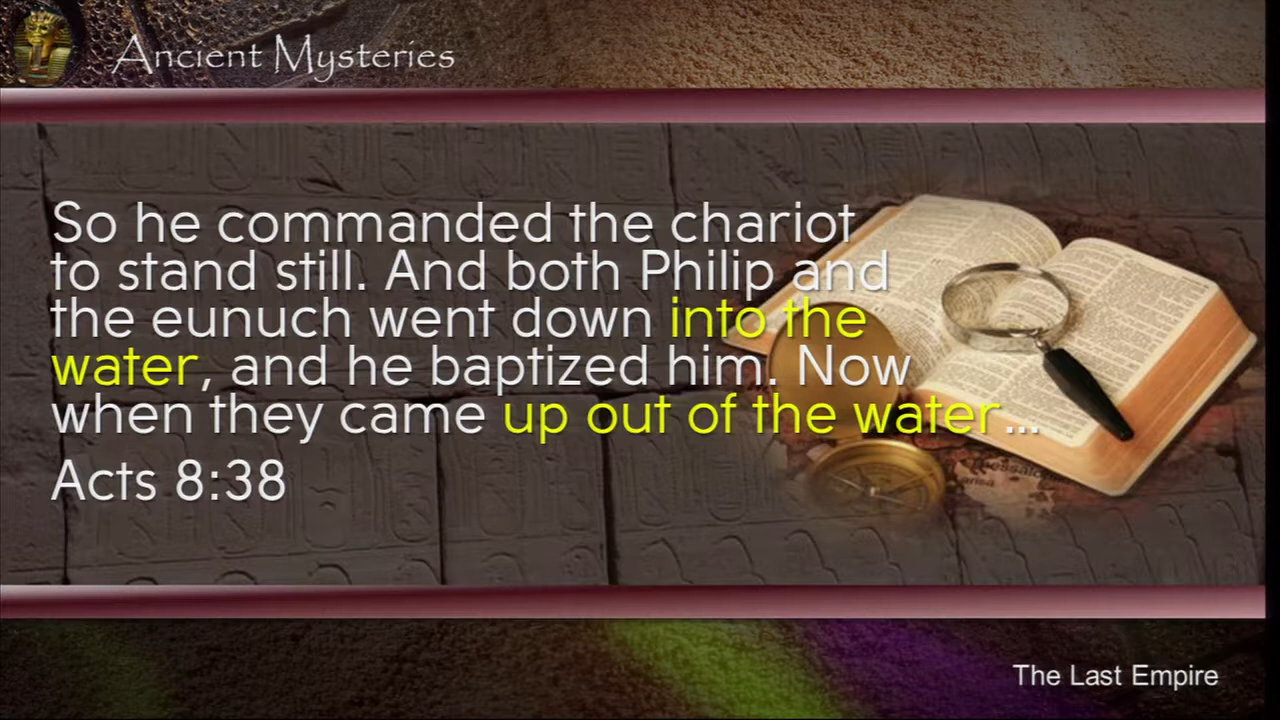 Ancient Mysteries
So he commanded the chariot
to stand still. And both Philip and
the eunuch went down into the
water, and he baptized him. Now
when they came up out of the water...
Acts 8:38
The Last Empire